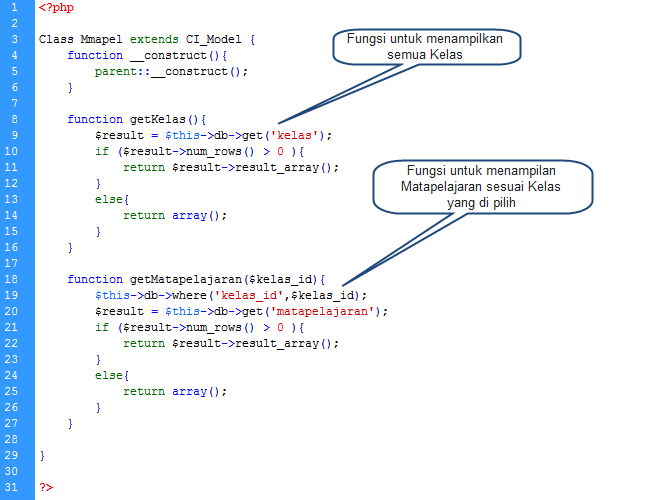 1 <?php
2
3 Class Mmapel extends CI_Model {
4     function __construct(){
5         parent::__construct();
6     }
7
8     function getKelas(){
9         $result = $this->db->get('kelas');
10         if ($result->num_rows() > 0 ){
11             return $result->result_array();
12         }
13         else{
14             return array();
15         }
16     }
17
18     function getMatapelajaran($kelas_id){
19         $this->db->where('kelas_id',$kelas_id);
20         $result = $this->db->get('matapelajaran');
21         if ($result->num_rows() > 0 ){
22             return $result->result_array();
23         }
24         else{
25             return array();
26         }
27     }
28
29 }
30
31 ?>
Fungsi untuk menampilkan
semua Kelas
Fungsi untuk menampilan
Matapelajaran sesuai Kelas
yang di pilih